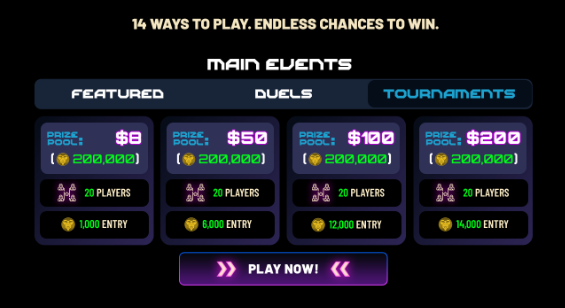 14 WAYS TO PLAY. ENDLESS CHANCES TO WIN.
MAIN EVENTS
FEATURED DUELS TOURNAMENTS
PRIZE POOL: $8
(200,000)
20 PLAYERS
1,000 ENTRY
PRIZE POOL: $50
(200,000)
20 PLAYERS
6,000 ENTRY
PRIZE POOL: $100
(200,000)
20 PLAYERS
12,000 ENTRY
PRIZE POOL: $200
(200,000)
20 PLAYERS
14,000 ENTRY
PLAY NOW!